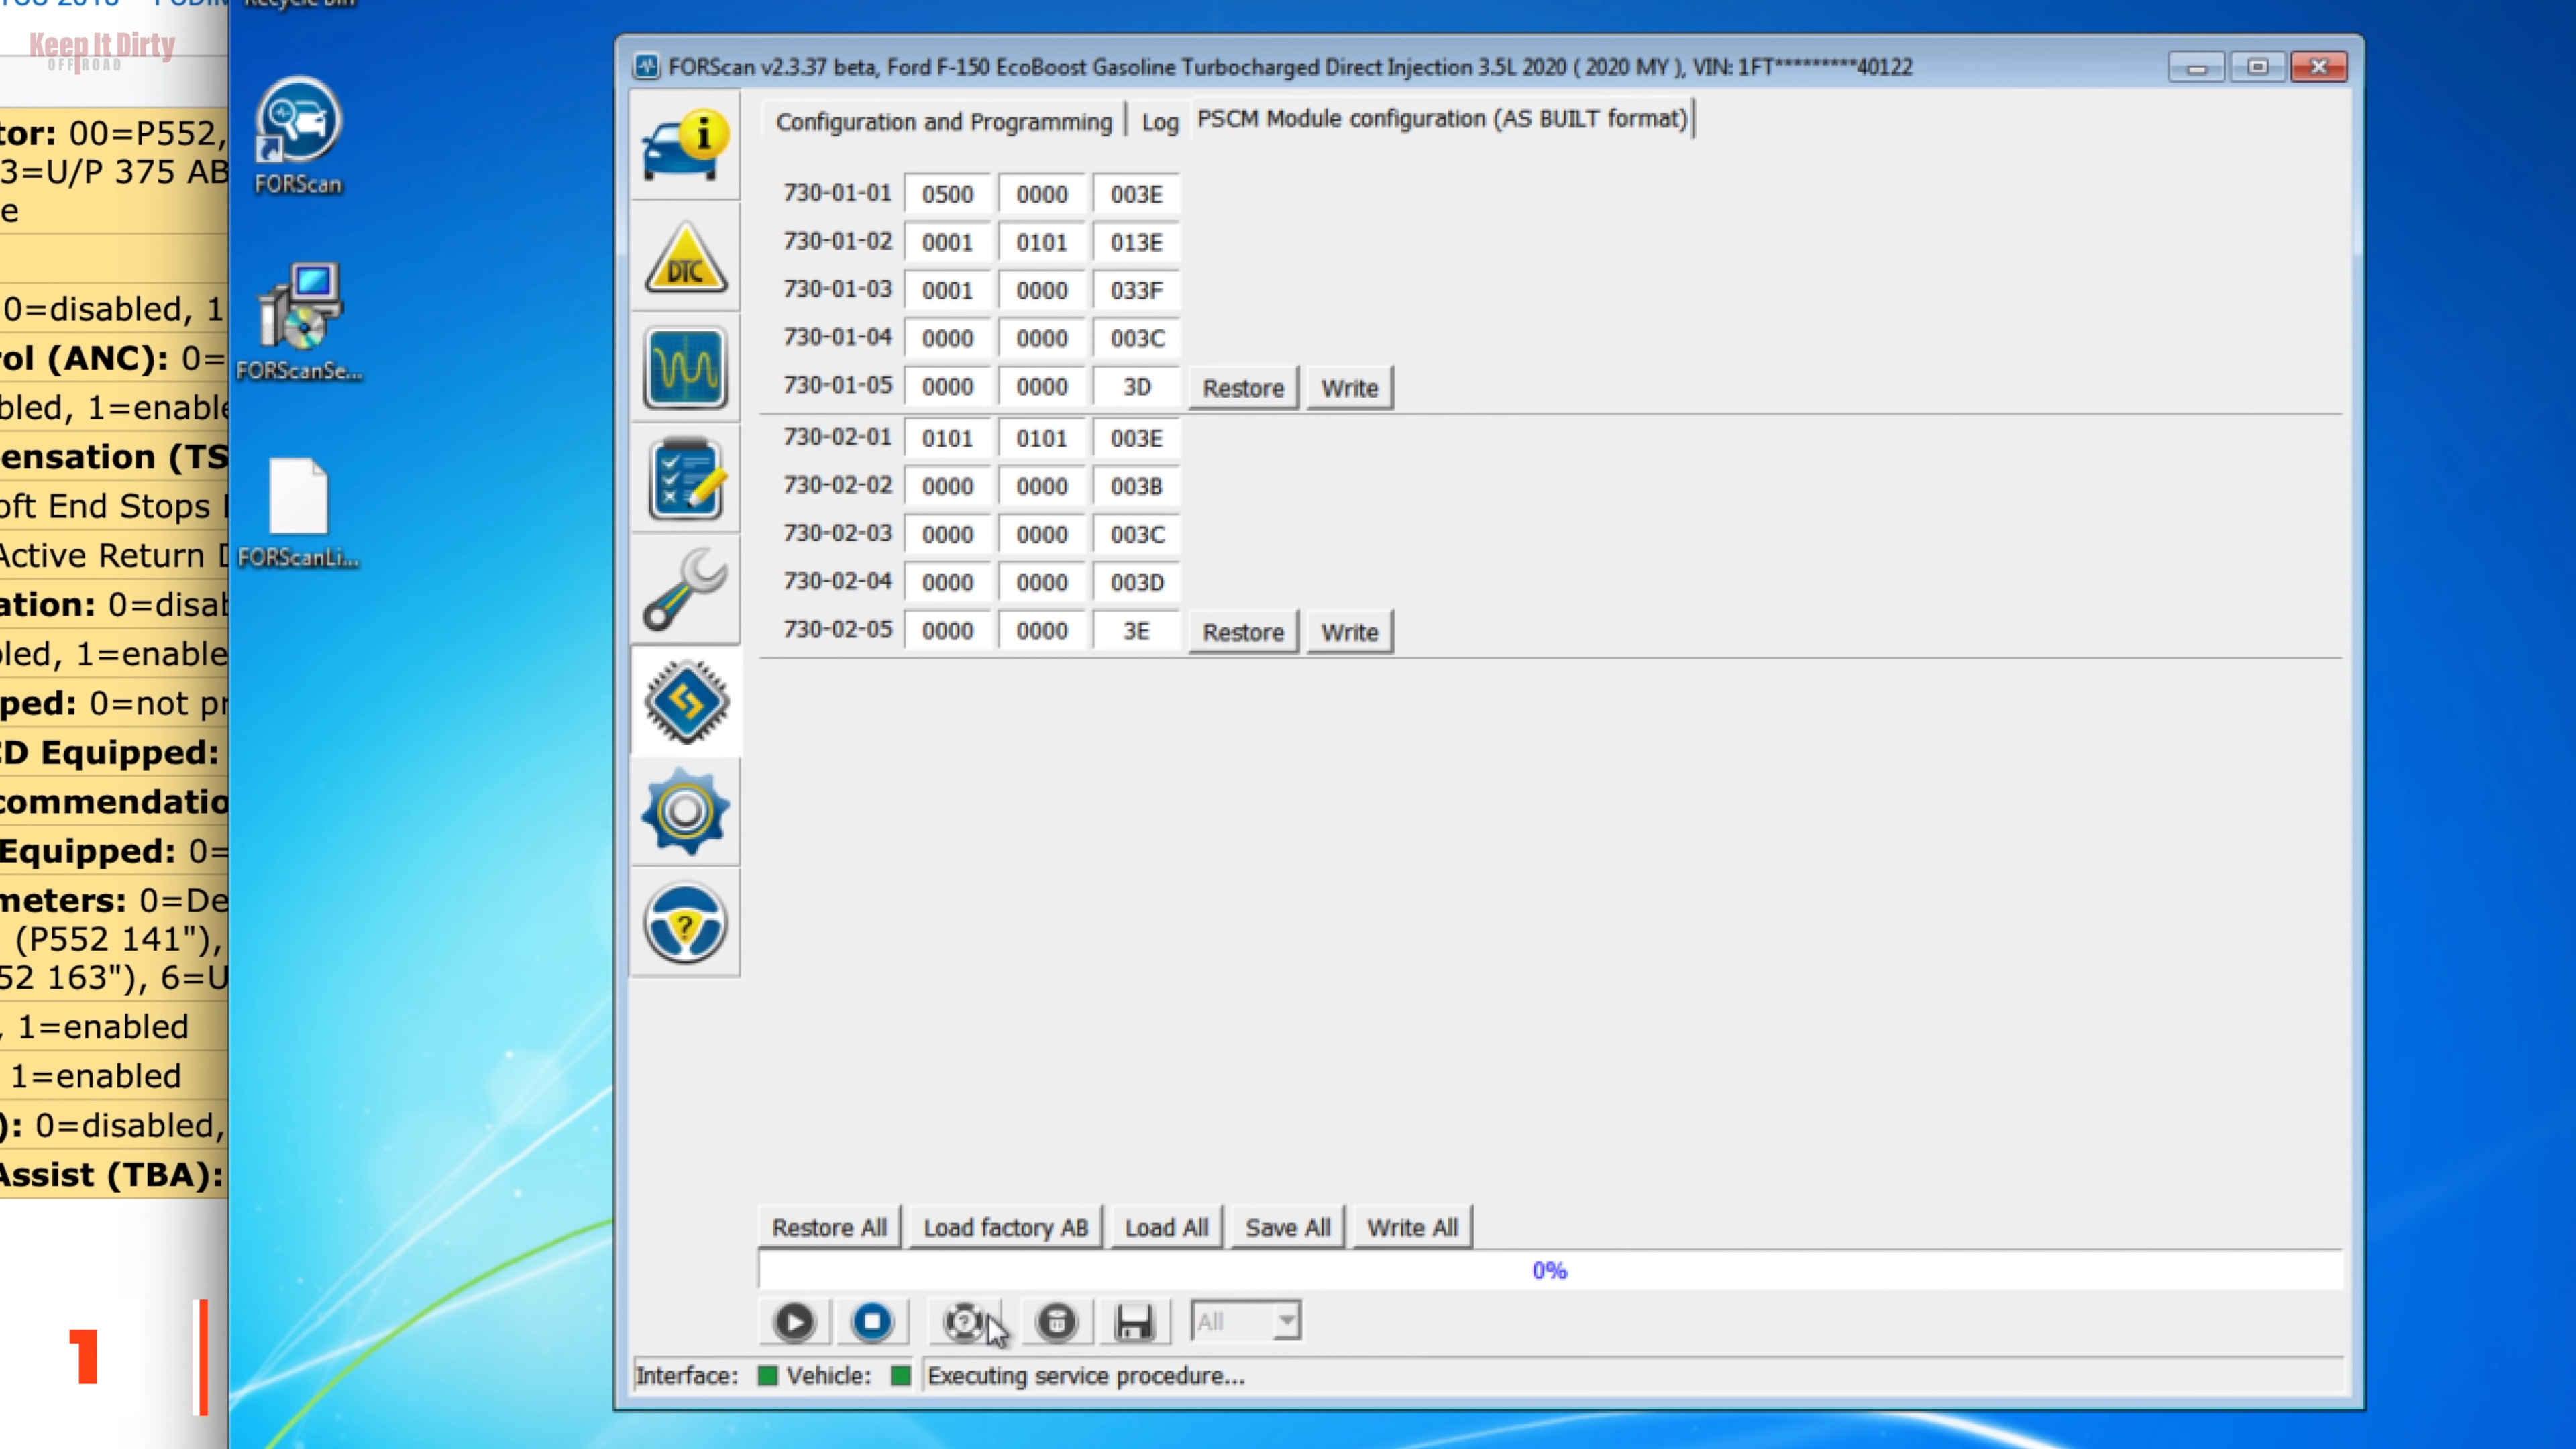 Recycle Bin
Keep It Dirty
OFF ROAD
tor: 00=P552,
3=U/P 375 AB
e
0=disabled, 1
rol (ANC): 0=
bled, 1=enable
ensation (TS
oft End Stops
Active Return
ation: 0=disab
led, 1=enable
ped: 0=not pr
CD Equipped:
commendatio
Equipped: 0=
meters: 0=De
(P552 141"),
52 163"), 6=U
, 1=enabled
1=enabled
): 0=disabled,
Assist (TBA):
1
FORScan
FORScanSe...
FORScanLi...
FORScan v2.3.37 beta, Ford F-150 EcoBoost Gasoline Turbocharged Direct Injection 3.5L 2020 ( 2020 MY ), VIN: 1FT*********40122
i
DTC
?
Configuration and Programming Log PSCM Module configuration (AS BUILT format)
730-01-01 0500 0000 003E
730-01-02 0001 0101 013E
730-01-03 0001 0000 033F
730-01-04 0000 0000 003C
730-01-05 0000 0000 3D Restore Write
730-02-01 0101 0101 003E
730-02-02 0000 0000 003B
730-02-03 0000 0000 003C
730-02-04 0000 0000 003D
730-02-05 0000 0000 3E Restore Write
Restore All Load factory AB Load All Save All Write All
0%
? All
Interface: Vehicle: Executing service procedure...